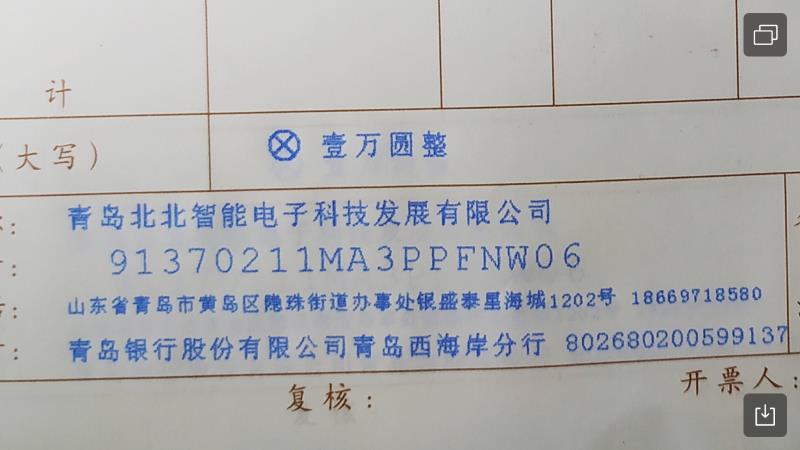 计
(大写) ⊗ 壹万圆整
青岛北北智能电子科技发展有限公司
91370211MA3PPFNW06
山东省青岛市黄岛区隐珠街道办事处银盛泰星海城1202号 18669718580
青岛银行股份有限公司青岛西海岸分行 802680200599137
复核：
开票人：